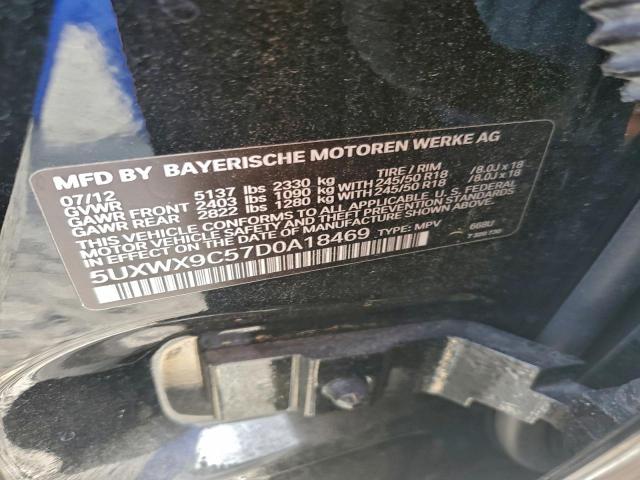 MFD BY BAYERISCHE MOTOREN WERKE AG
07/12 TIRE / RIM
GVWR 5137 lbs 2330 kg
GAWR FRONT 2403 lbs 1090 kg WITH 245/50 R18 /8.0J x 18
GAWR REAR 2822 lbs 1280 kg WITH 245/50 R18 /8.0J x 18
THIS VEHICLE CONFORMS TO ALL APPLICABLE U.S. FEDERAL
MOTOR VEHICLE SAFETY, BUMPER AND THEFT PREVENTION STANDARDS
IN EFFECT ON THE DATE OF MANUFACTURE SHOWN ABOVE.
5UXWX9C57D0A18469 TYPE: MPV 668U